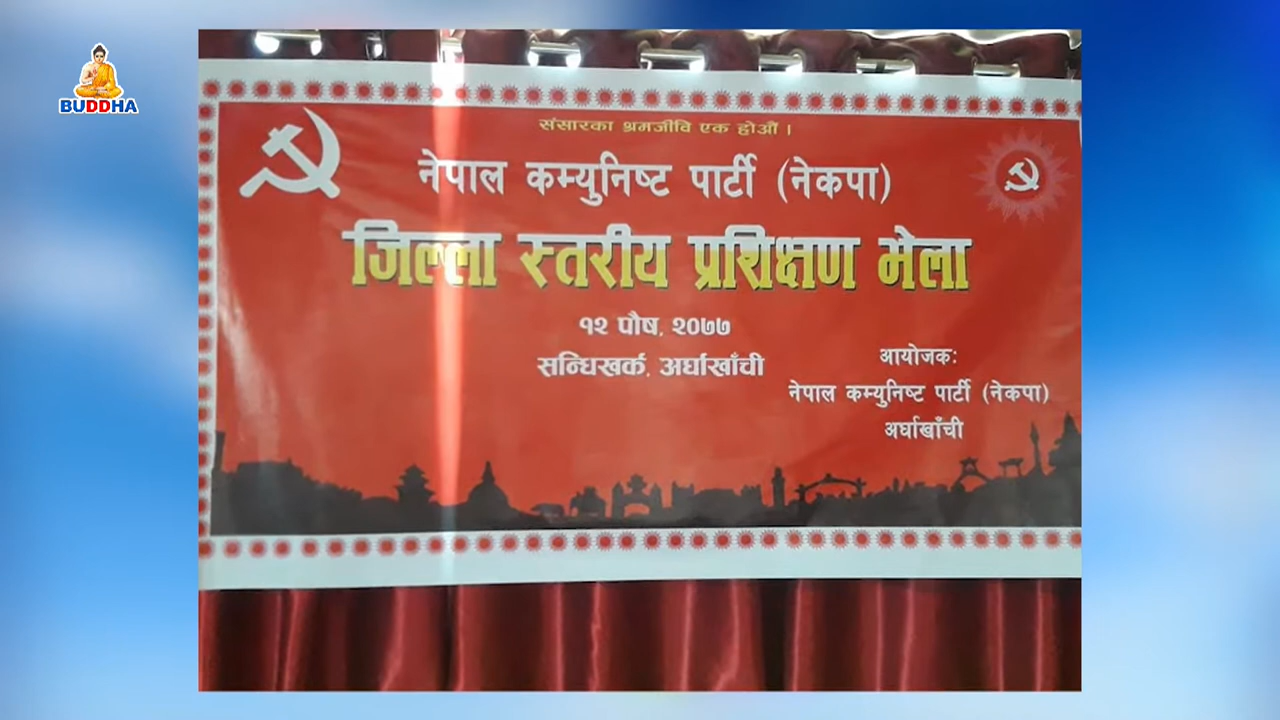 BUDDHA
संसारका श्रमजीवि एक होऔं ।
नेपाल कम्युनिष्ट पार्टी (नेकपा)
जिल्ला स्तरीय प्रशिक्षण भेला
१२ पौष, २०७७
सन्धिखर्क, अर्घाखाँची
आयोजकः
नेपाल कम्युनिष्ट पार्टी (नेकपा)
अर्घाखाँची